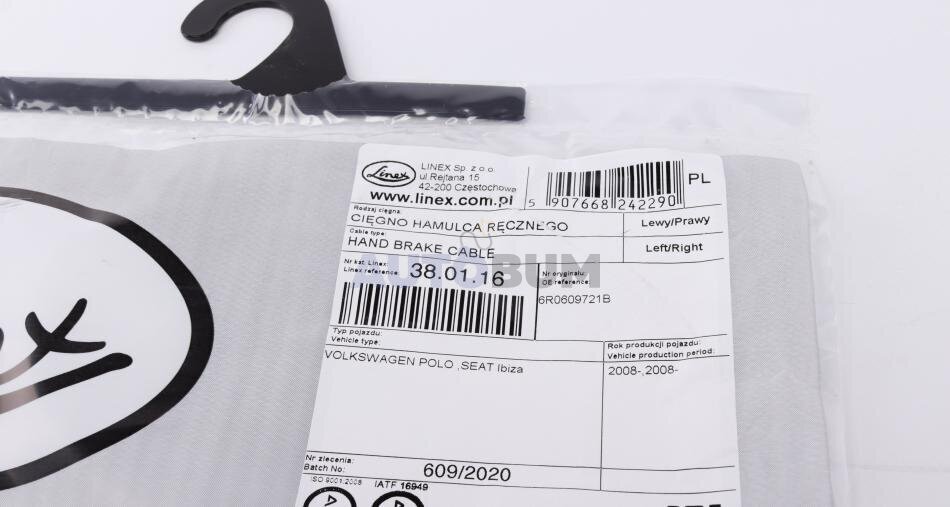 Linex
LINEX Sp. z o.o.
ul.Rejtana 15
42-200 Częstochowa
www.linex.com.pl
5 907668 242290
PL
Rodzaj cięgna:
CIĘGNO HAMULCA RĘCZNEGO
Lewy/Prawy
Cable type:
HAND BRAKE CABLE
Left/Right
Nr kat. Linex:
Linex reference:
38.01.16
Nr oryginału:
OE reference:
6R0609721B
AUTOBUM
Typ pojazdu:
Vehicle type:
VOLKSWAGEN POLO ,SEAT Ibiza
Rok produkcji pojazdu:
Vehicle production period:
2008-,2008-
Nr zlecenia:
Batch No:
609/2020
ISO 9001:2008
IATF 16949